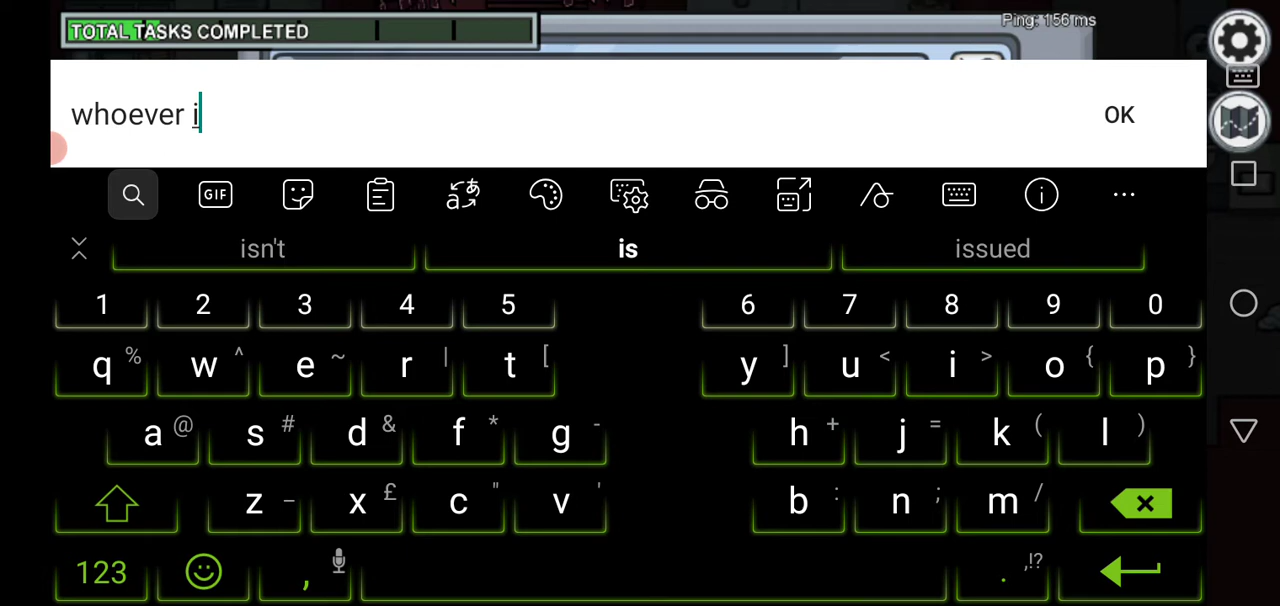 TOTAL TASKS COMPLETED
Ping: 156 ms
whoever i
OK
GIF
isn't is issued
1 2 3 4 5 6 7 8 9 0
q % w ^ e ~ r | t [ y ] u < i > o { p }
a @ s # d & f * g - h + j = k ( l )
z _ x £ c " v ' b : n ; m /
123 , . ,!?